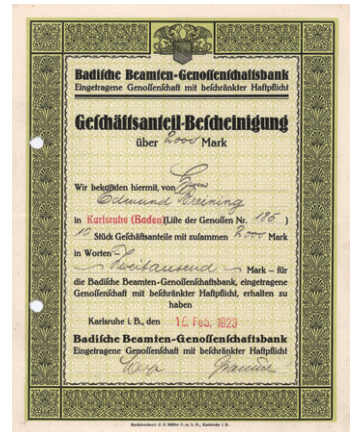 Badische Beamten-Genossenschaftsbank
Eingetragene Genossenschaft mit beschränkter Haftpflicht
Geschäftsanteil-Bescheinigung
über 2000 Mark
Wir bekunden hiermit, von Herrn
Edmund Kreining
in Karlsruhe (Baden) (Liste der Genossen Nr. 186 )
10 Stück Geschäftsanteile mit zusammen 2000 Mark
in Worten
Zweitausend Mark – für
die Badische Beamten-Genossenschaftsbank, eingetragene
Genossenschaft mit beschränkter Haftpflicht, erhalten zu
haben
Karlsruhe i. B., den 15. Feb. 1923
Badische Beamten-Genossenschaftsbank
Eingetragene Genossenschaft mit beschränkter Haftpflicht